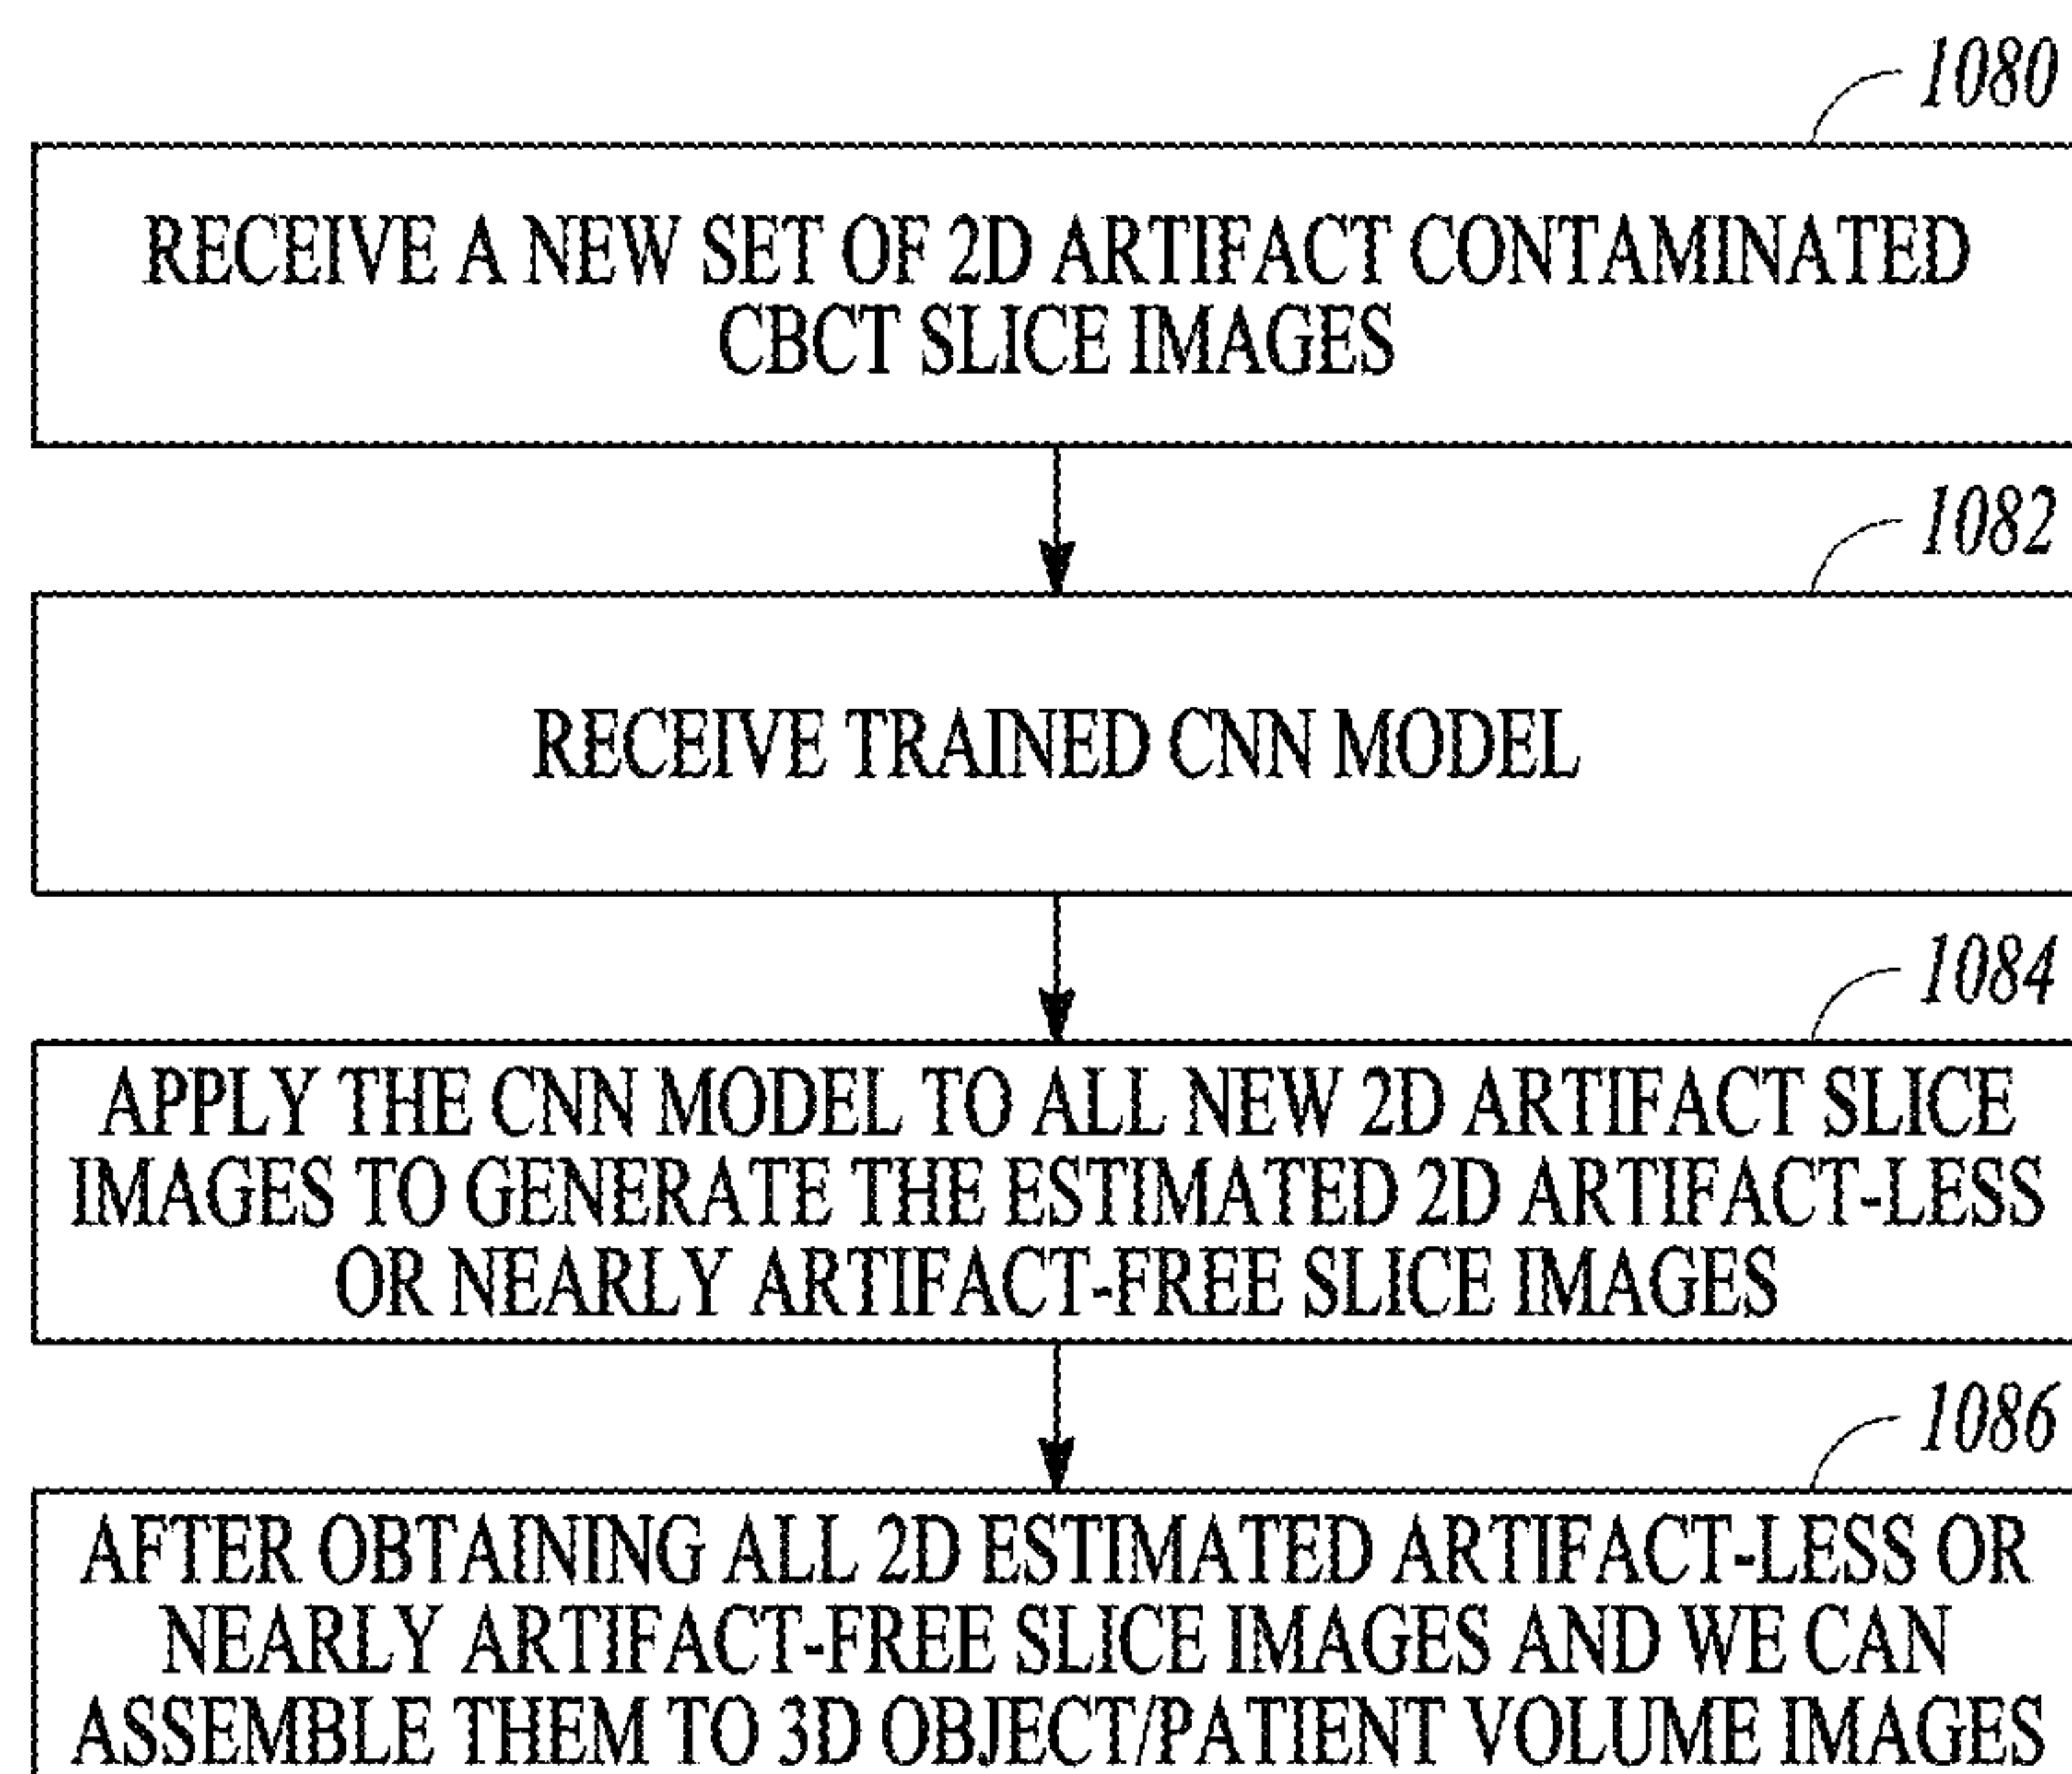 1080
RECEIVE A NEW SET OF 2D ARTIFACT CONTAMINATED
CBCT SLICE IMAGES
1082
RECEIVE TRAINED CNN MODEL
1084
APPLY THE CNN MODEL TO ALL NEW 2D ARTIFACT SLICE
IMAGES TO GENERATE THE ESTIMATED 2D ARTIFACT-LESS
OR NEARLY ARTIFACT-FREE SLICE IMAGES
1086
AFTER OBTAINING ALL 2D ESTIMATED ARTIFACT-LESS OR
NEARLY ARTIFACT-FREE SLICE IMAGES AND WE CAN
ASSEMBLE THEM TO 3D OBJECT/PATIENT VOLUME IMAGES